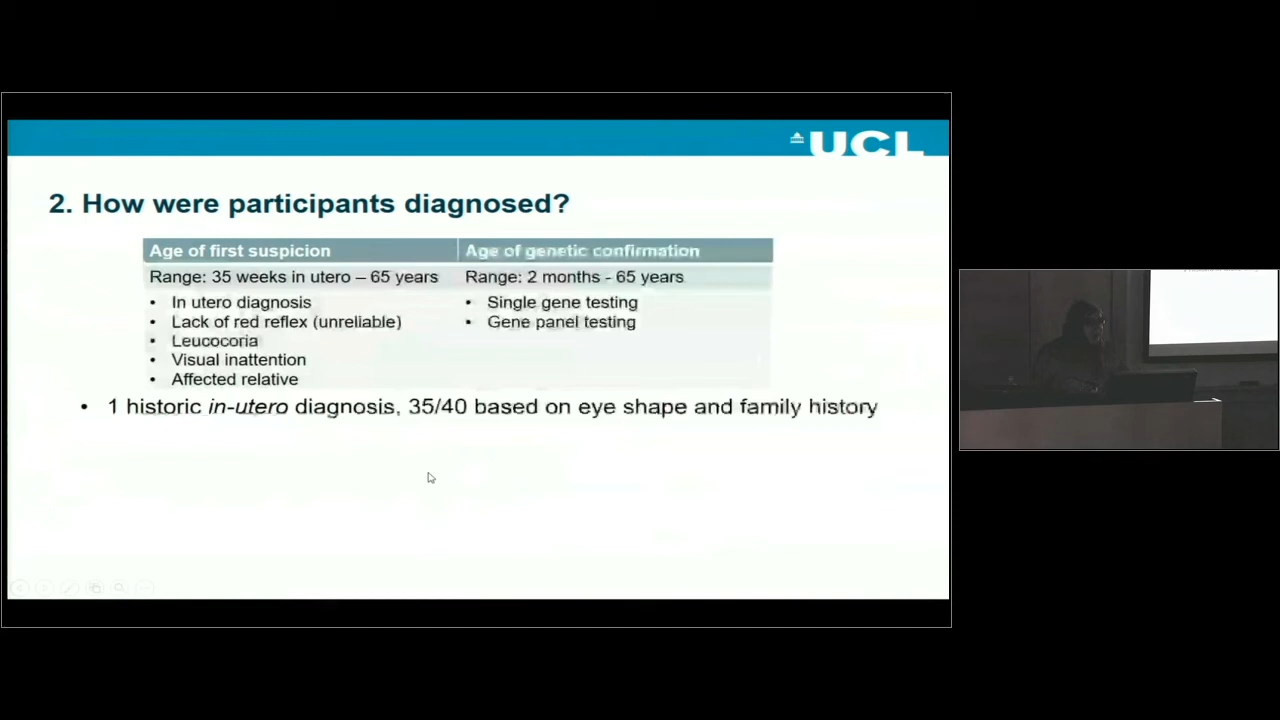 UCL
2. How were participants diagnosed?
Age of first suspicion
Age of genetic confirmation
Range: 35 weeks in utero – 65 years
Range: 2 months - 65 years
• In utero diagnosis
• Lack of red reflex (unreliable)
• Leucocoria
• Visual inattention
• Affected relative
• Single gene testing
• Gene panel testing
• 1 historic in-utero diagnosis, 35/40 based on eye shape and family history